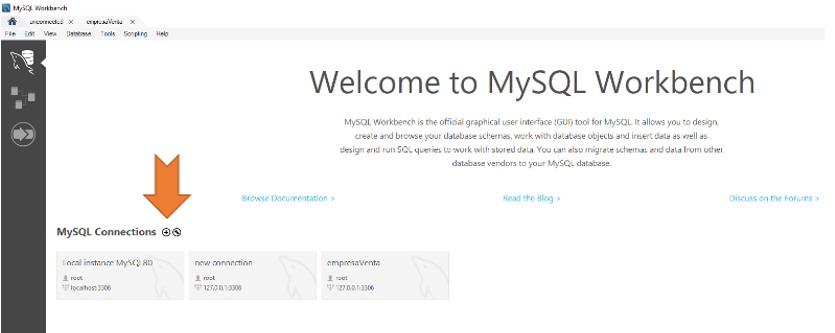 MySQL Workbench
unconnected × empresaVenta ×
File Edit View Database Tools Scripting Help
Welcome to MySQL Workbench
MySQL Workbench is the official graphical user interface (GUI) tool for MySQL. It allows you to design,
create and browse your database schemas, work with database objects and insert data as well as
design and run SQL queries to work with stored data. You can also migrate schemas and data from other
database vendors to your MySQL database.
Browse Documentation > Read the Blog > Discuss on the Forums >
MySQL Connections
Local instance MySQL80
root
localhost:3306
new connection
root
127.0.0.1:3306
empresaVenta
root
127.0.0.1:3306